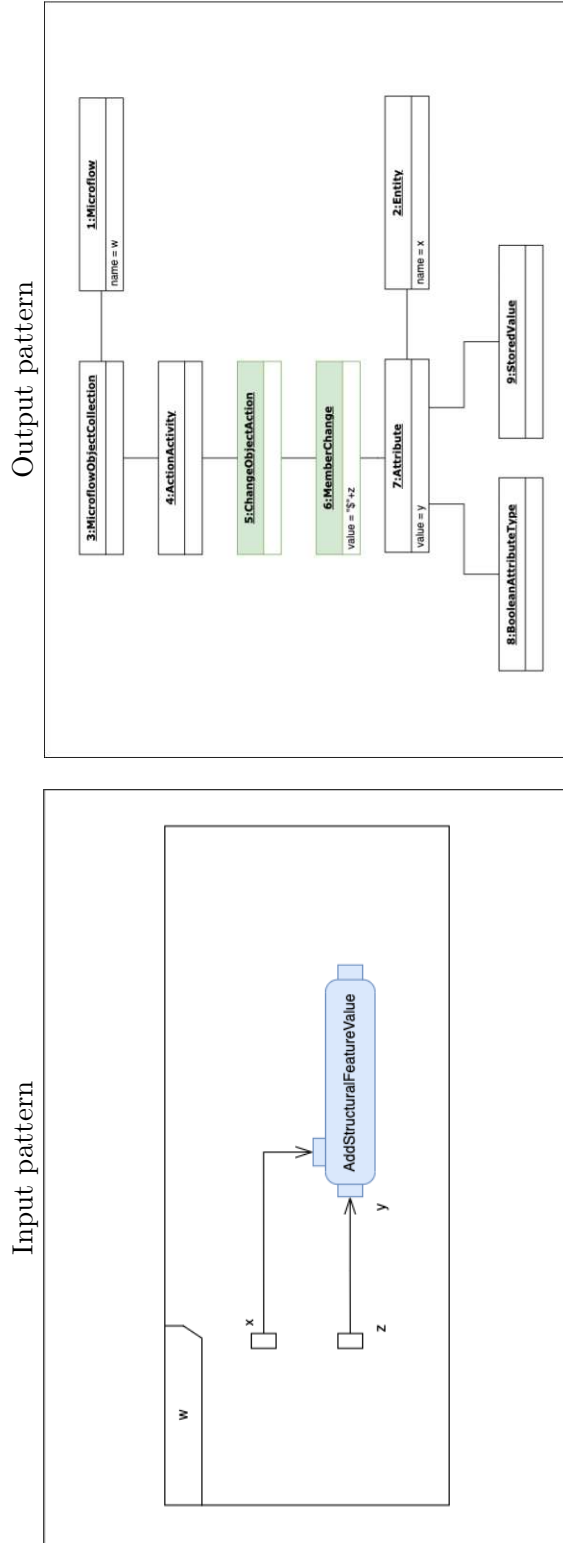 Input pattern
w
x
z
y
AddStructuralFeatureValue
Output pattern
3:MicroflowObjectCollection
1:Microflow
name = w
4:ActionActivity
5:ChangeObjectAction
6:MemberChange
value = "$"+z
7:Attribute
value = y
2:Entity
name = x
8:BooleanAttributeType
9:StoredValue